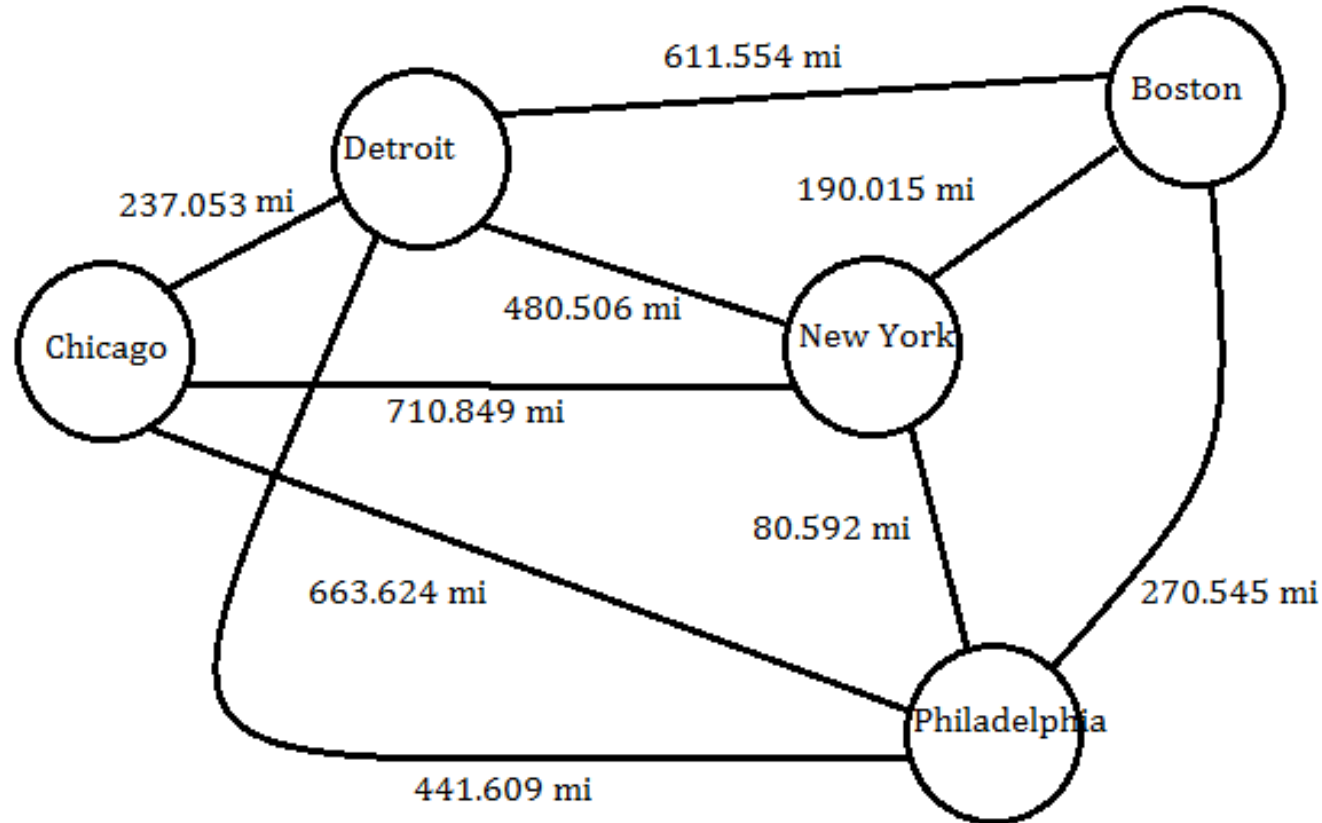 611.554 mi
Boston
Detroit
190.015 mi
237.053 mi
480.506 mi
New York
Chicago
710.849 mi
80.592 mi
663.624 mi
270.545 mi
Philadelphia
441.609 mi